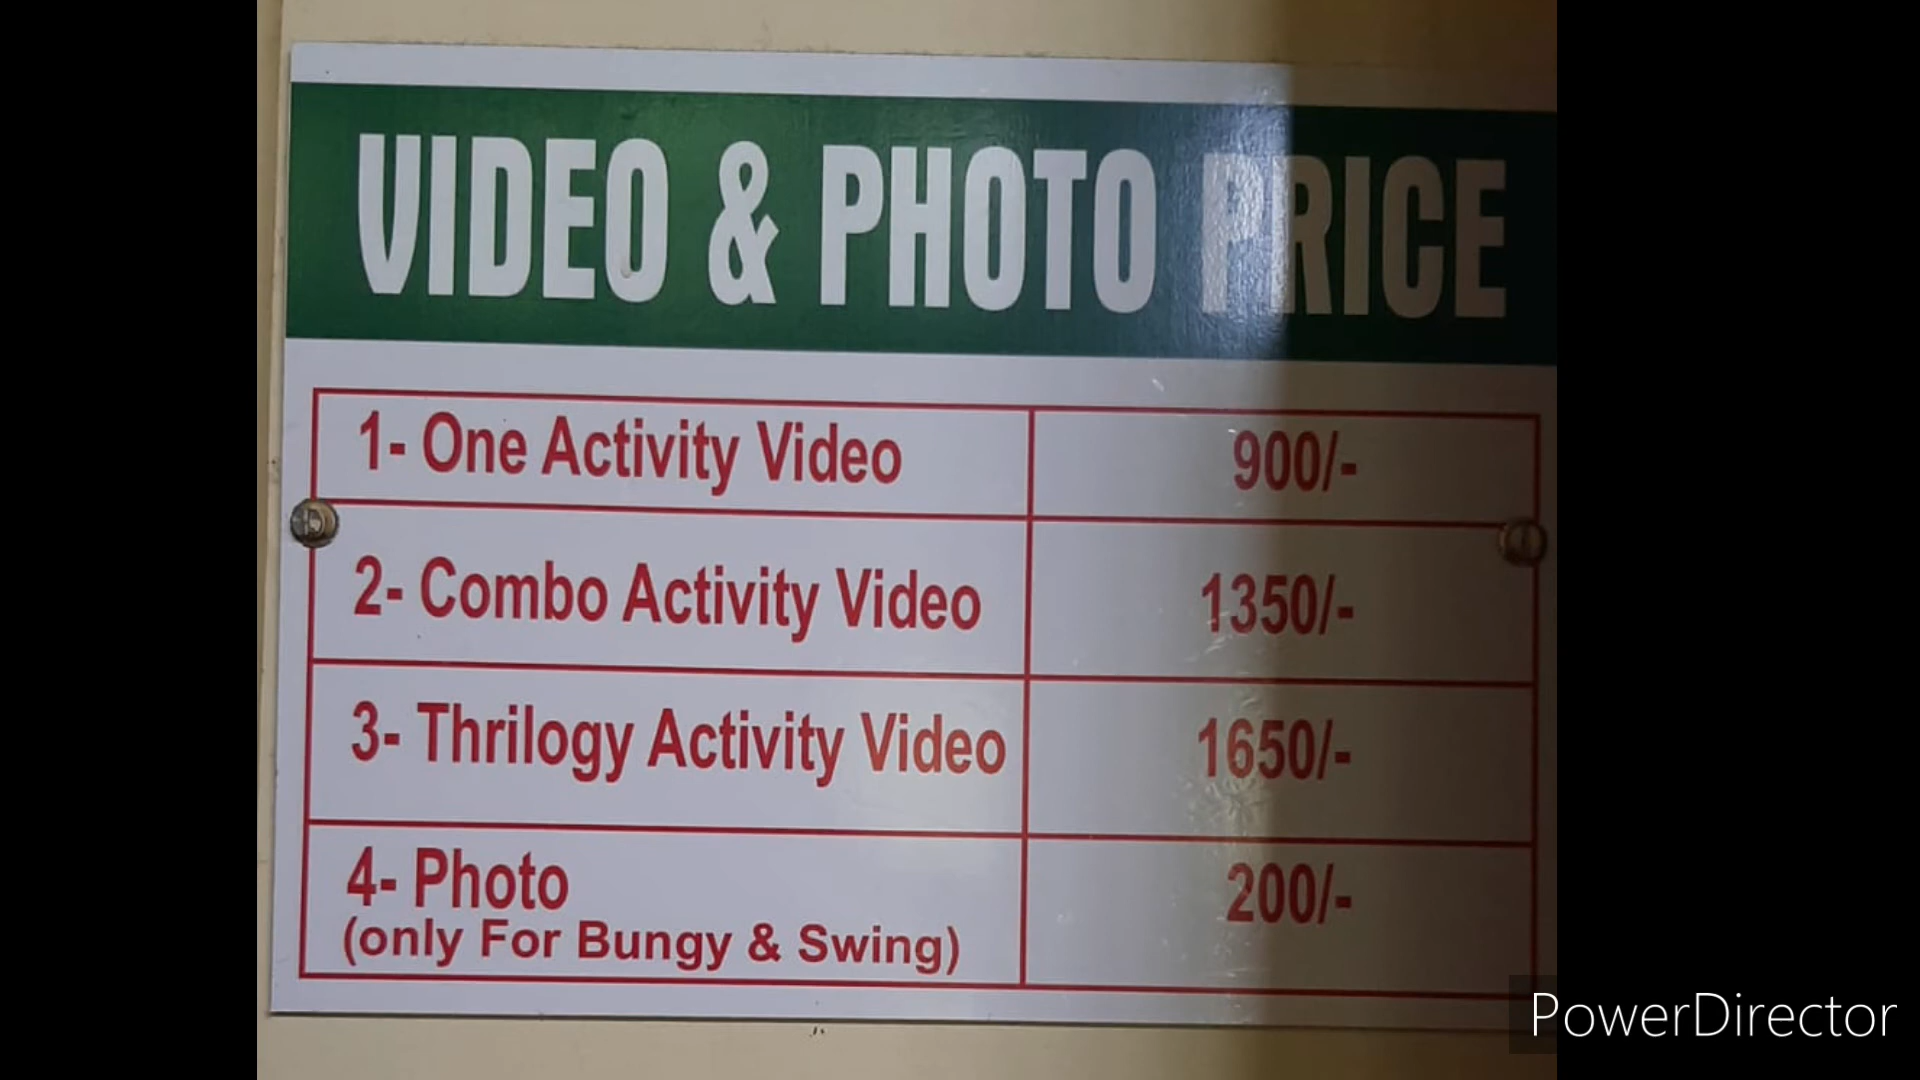 VIDEO & PHOTO PRICE
1- One Activity Video 900/-
2- Combo Activity Video 1350/-
3- Thrilogy Activity Video 1650/-
4- Photo 200/-
(only For Bungy & Swing)
PowerDirector